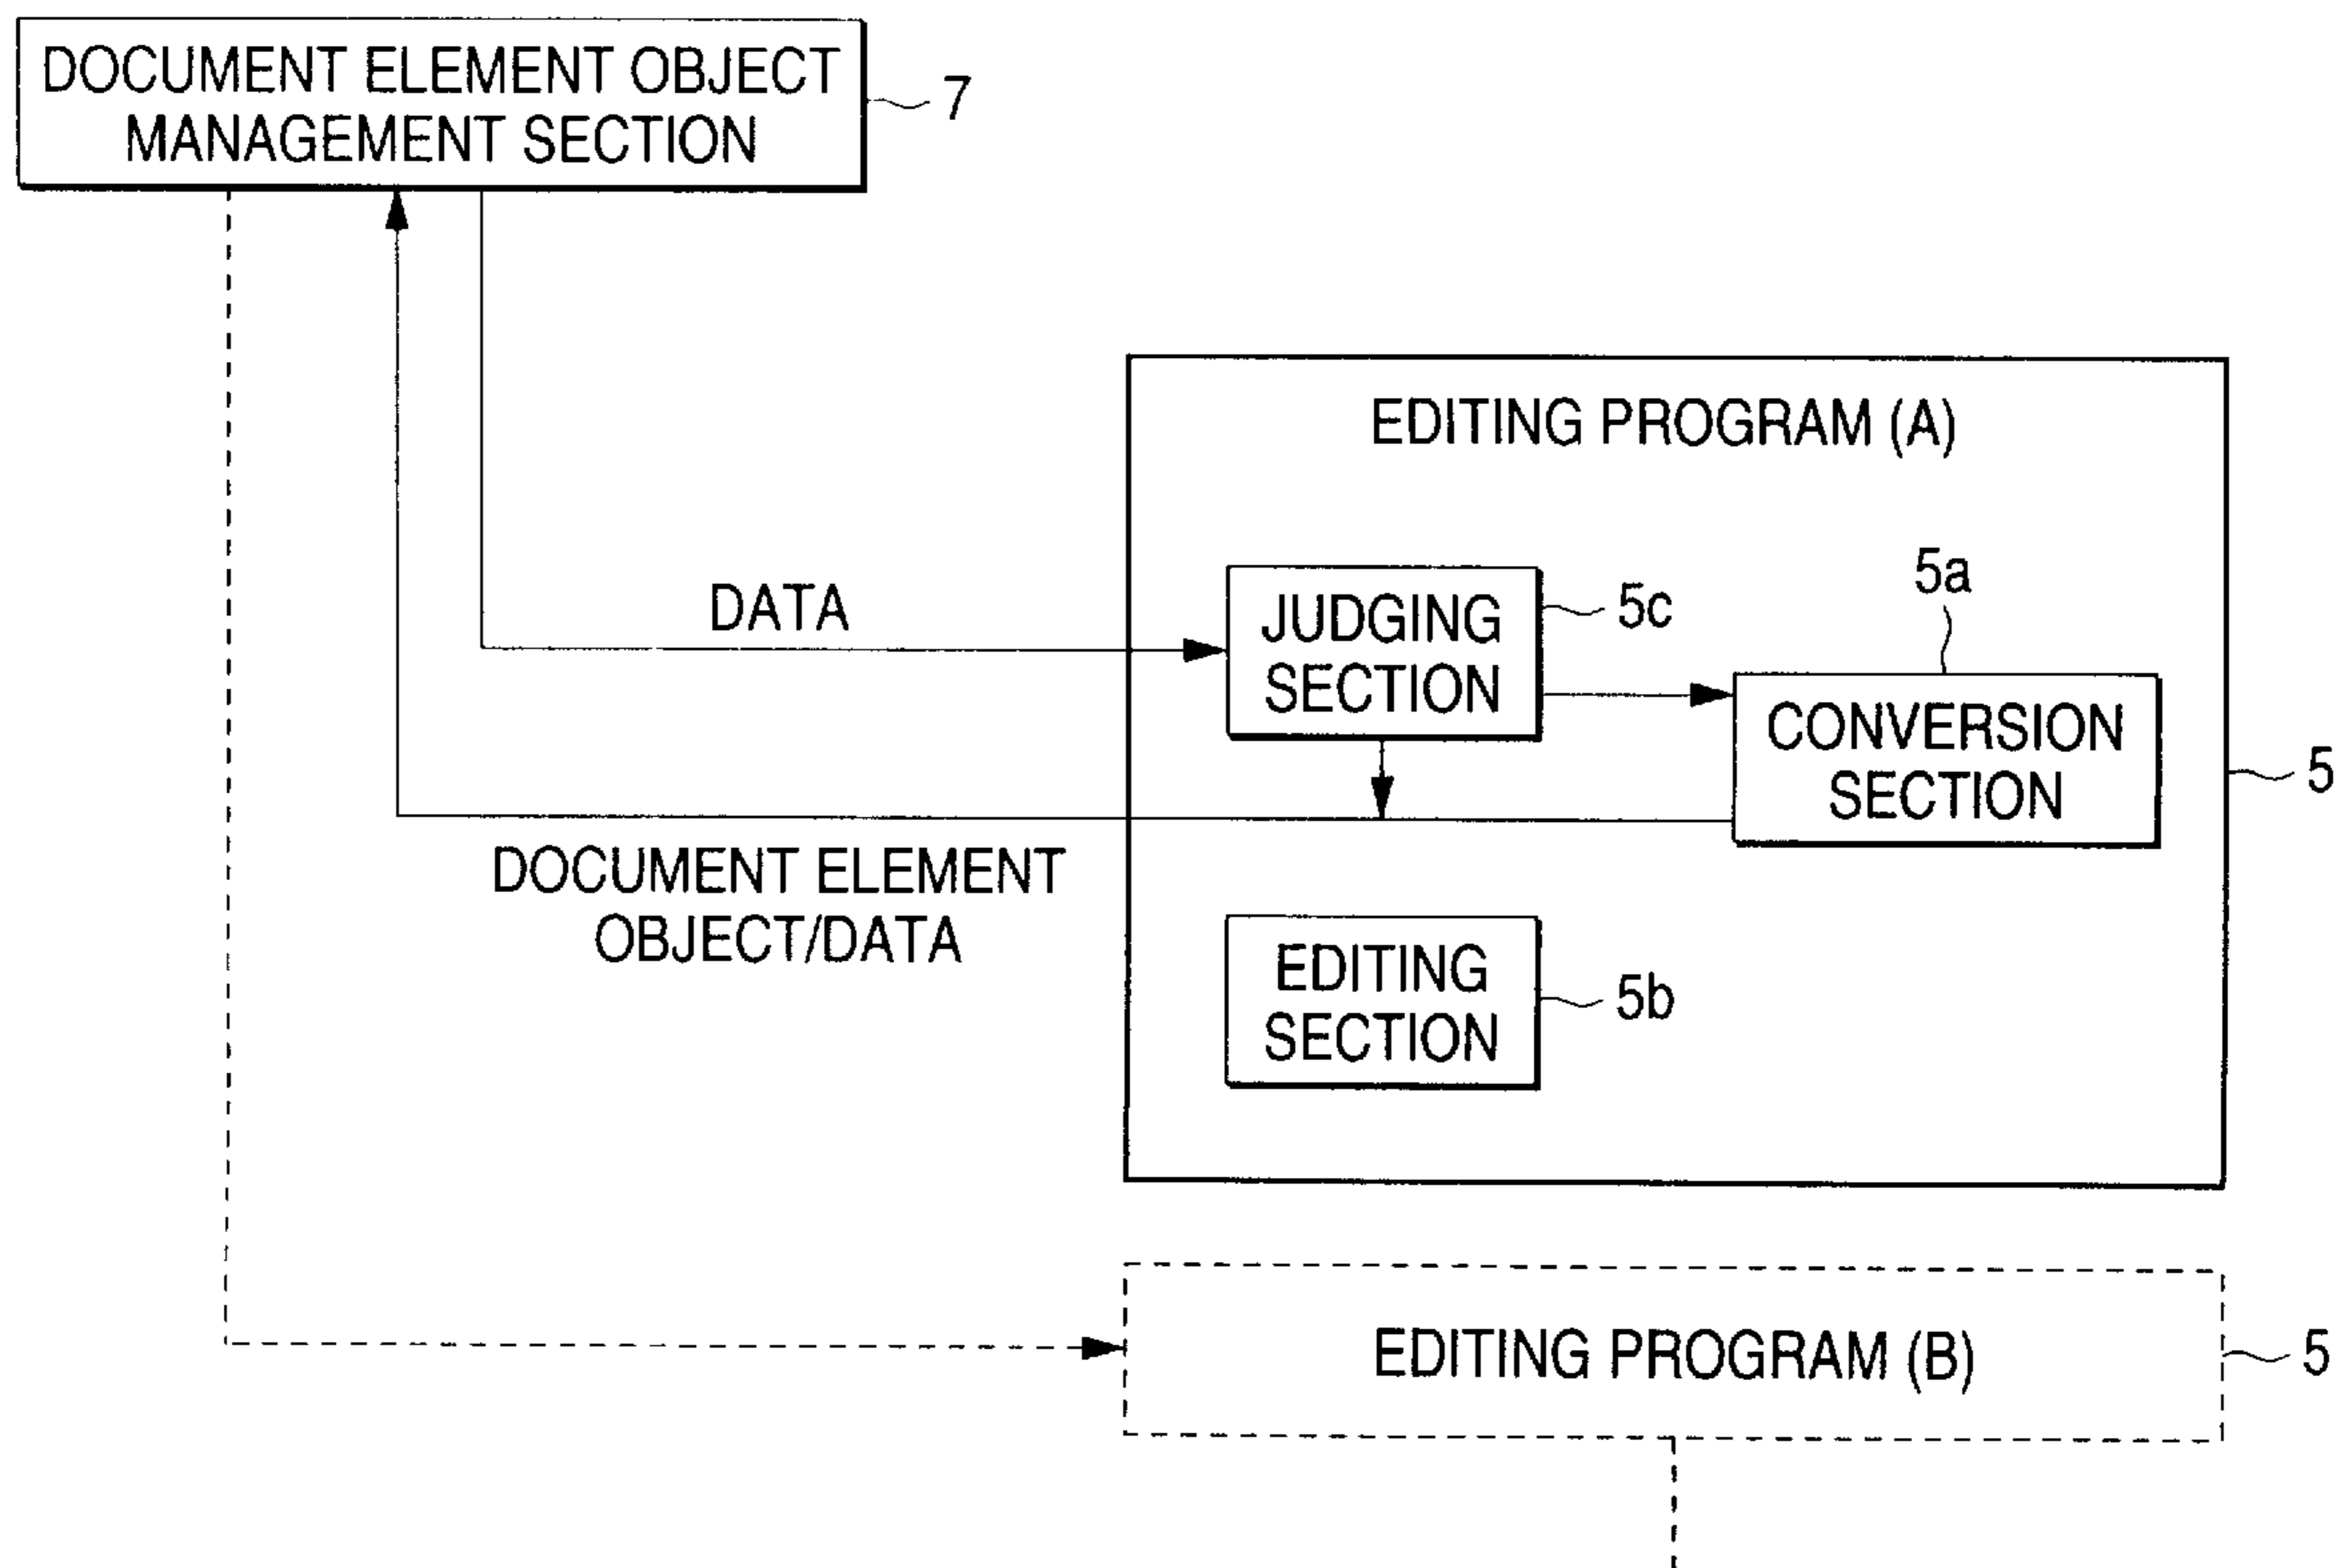 DOCUMENT ELEMENT OBJECT
MANAGEMENT SECTION
7
EDITING PROGRAM (A)
5a
DATA
JUDGING
SECTION
5c
CONVERSION
SECTION
5
DOCUMENT ELEMENT
OBJECT/DATA
EDITING
SECTION
5b
EDITING PROGRAM (B)
5